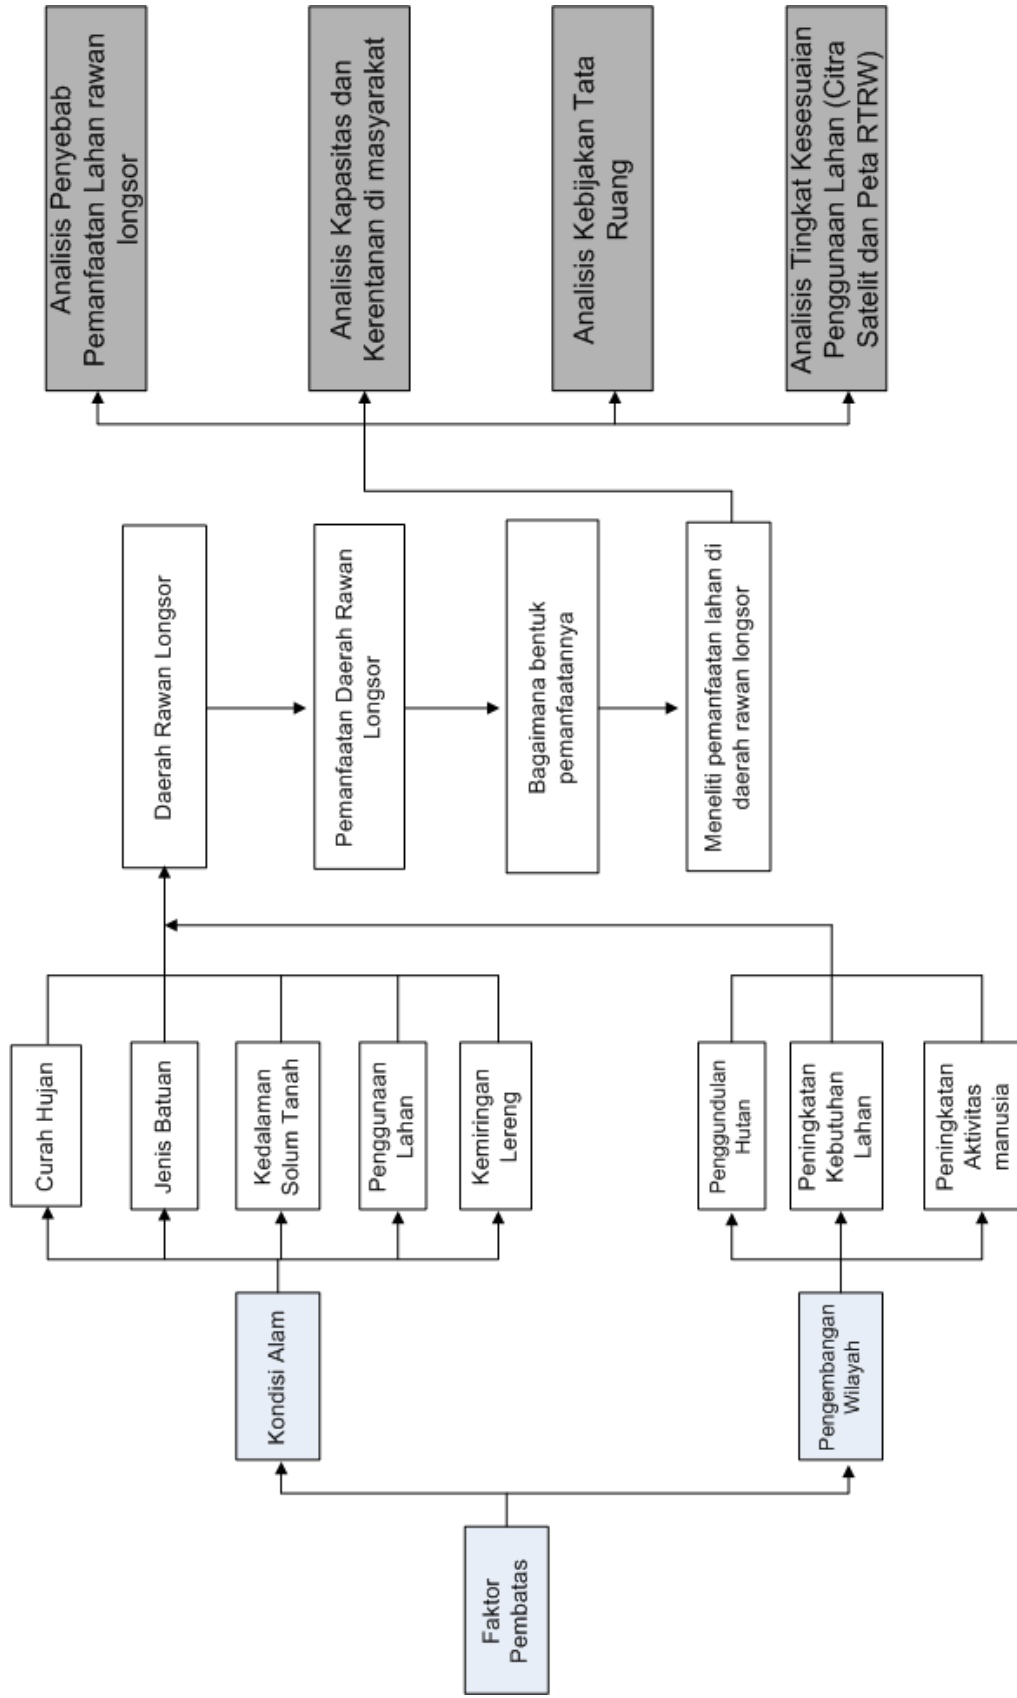 Faktor
Pembatas
Kondisi Alam
Pengembangan
Wilayah
Curah Hujan
Jenis Batuan
Kedalaman
Solum Tanah
Penggunaan
Lahan
Kemiringan
Lereng
Penggundulan
Hutan
Peningkatan
Kebutuhan
Lahan
Peningkatan
Aktivitas
manusia
Daerah Rawan Longsor
Pemanfaatan Daerah Rawan
Longsor
Bagaimana bentuk
pemanfaatannya
Meneliti pemanfaatan lahan di
daerah rawan longsor
Analisis Penyebab
Pemanfaatan Lahan rawan
longsor
Analisis Kapasitas dan
Kerentanan di masyarakat
Analisis Kebijakan Tata
Ruang
Analisis Tingkat Kesesuaian
Penggunaan Lahan (Citra
Satelit dan Peta RTRW)